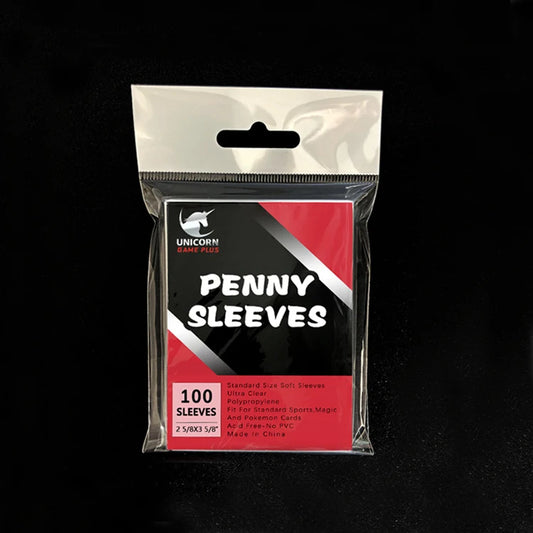 UNICORN
GAME PLUS
PENNY
SLEEVES
100
SLEEVES
2 5/8X3 5/8"
Standard Size Soft Sleeves
Ultra Clear
Polypropylene
Fit For Standard Sports.Magic
And Pokemon Cards
Acid Free-No PVC
Made In China